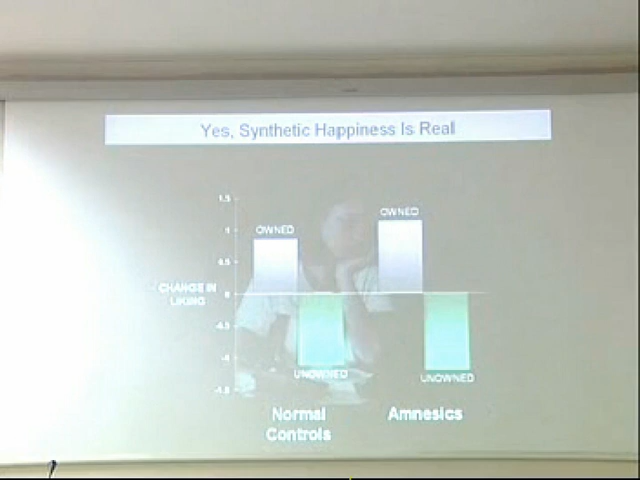 Yes, Synthetic Happiness Is Real
1.5
OWNED
OWNED
1
.5
CHANGE IN
LIKING
0
-0.5
-1
UNOWNED
UNOWNED
-1.5
Normal
Controls
Amnesics